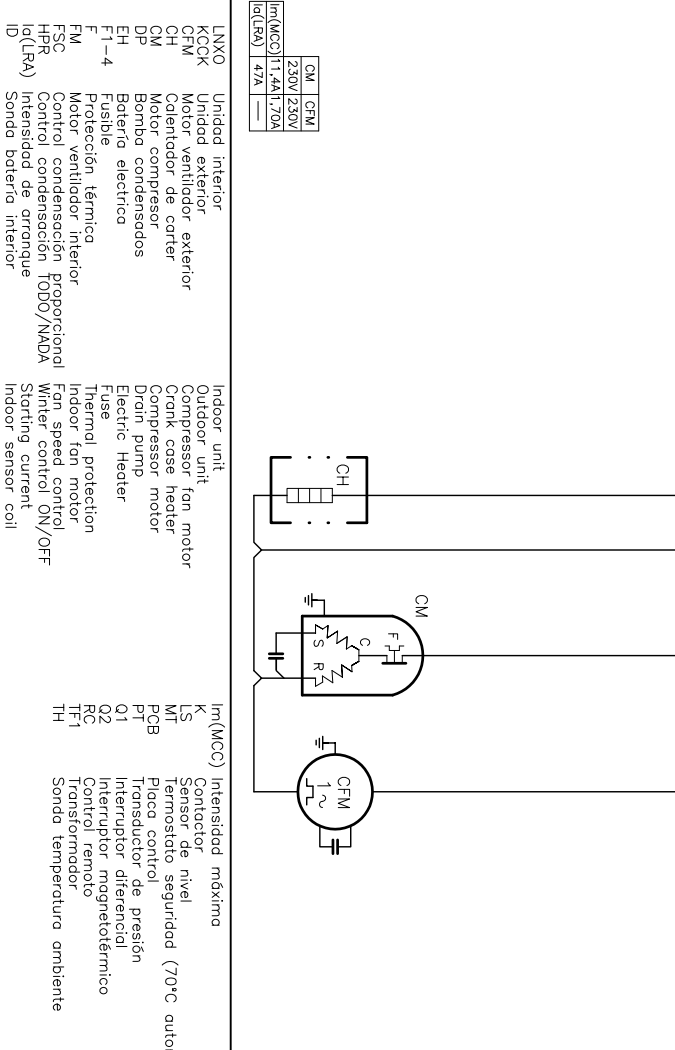 CM CFM
230V 230V
Im(MCC) 11,4A 1,70A
Ia(LRA) 47A —
CH
CM
F
C
S
R
CFM
1 ~
LNXO Unidad interior Indoor unit
KCCK Unidad exterior Outdoor unit
CFM Motor ventilador exterior Compressor fan motor
CH Calentador de carter Crank case heater
CM Motor compresor Compressor motor
DP Bomba condensados Drain pump
EH Batería electrica Electric Heater
F1-4 Fusible Fuse
F Protección térmica Thermal protection
FM Motor ventilador interior Indoor fan motor
FSC Control condensación proporcional Fan speed control
HPR Control condensación TODO/NADA Winter control ON/OFF
Ia(LRA) Intensidad de arranque Starting current
ID Sonda batería interior Indoor sensor coil
Im(MCC) Intensidad máxima
K Contactor
LS Sensor de nivel
MT Termostato seguridad (70°C
PCB Placa control
PT Transductor de presión
Q1 Interruptor diferencial
Q2 Interruptor magnetotérmico
RC Control remoto
TF1 Transformador
TH Sonda temperatura ambiente